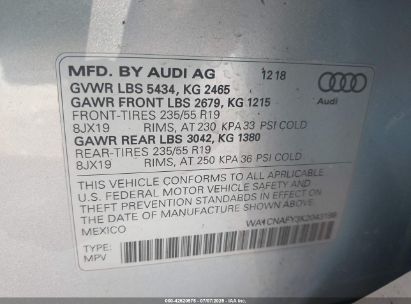 MFD. BY AUDI AG 12 18
GVWR LBS 5434, KG 2465
GAWR FRONT LBS 2679, KG 1215
FRONT-TIRES 235/55 R19
8JX19 RIMS, AT 230 KPA 33 PSI COLD
GAWR REAR LBS 3042, KG 1380
REAR-TIRES 235/55 R19
8JX19 RIMS, AT 250 KPA 36 PSI COLD
Audi
THIS VEHICLE CONFORMS TO ALL APPLICABLE
U.S. FEDERAL MOTOR VEHICLE SAFETY AND
THEFT PREVENTION STANDARDS IN EFFECT ON
THE DATE OF MANUFACTURE SHOWN ABOVE.
MEXICO
TYPE:
MPV